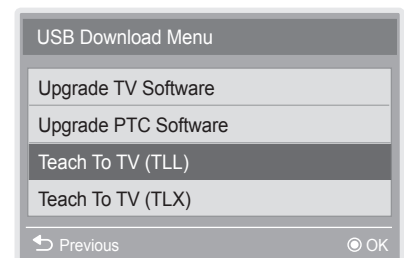 USB Download Menu
Upgrade TV Software
Upgrade PTC Software
Teach To TV (TLL)
Teach To TV (TLX)
Previous
OK